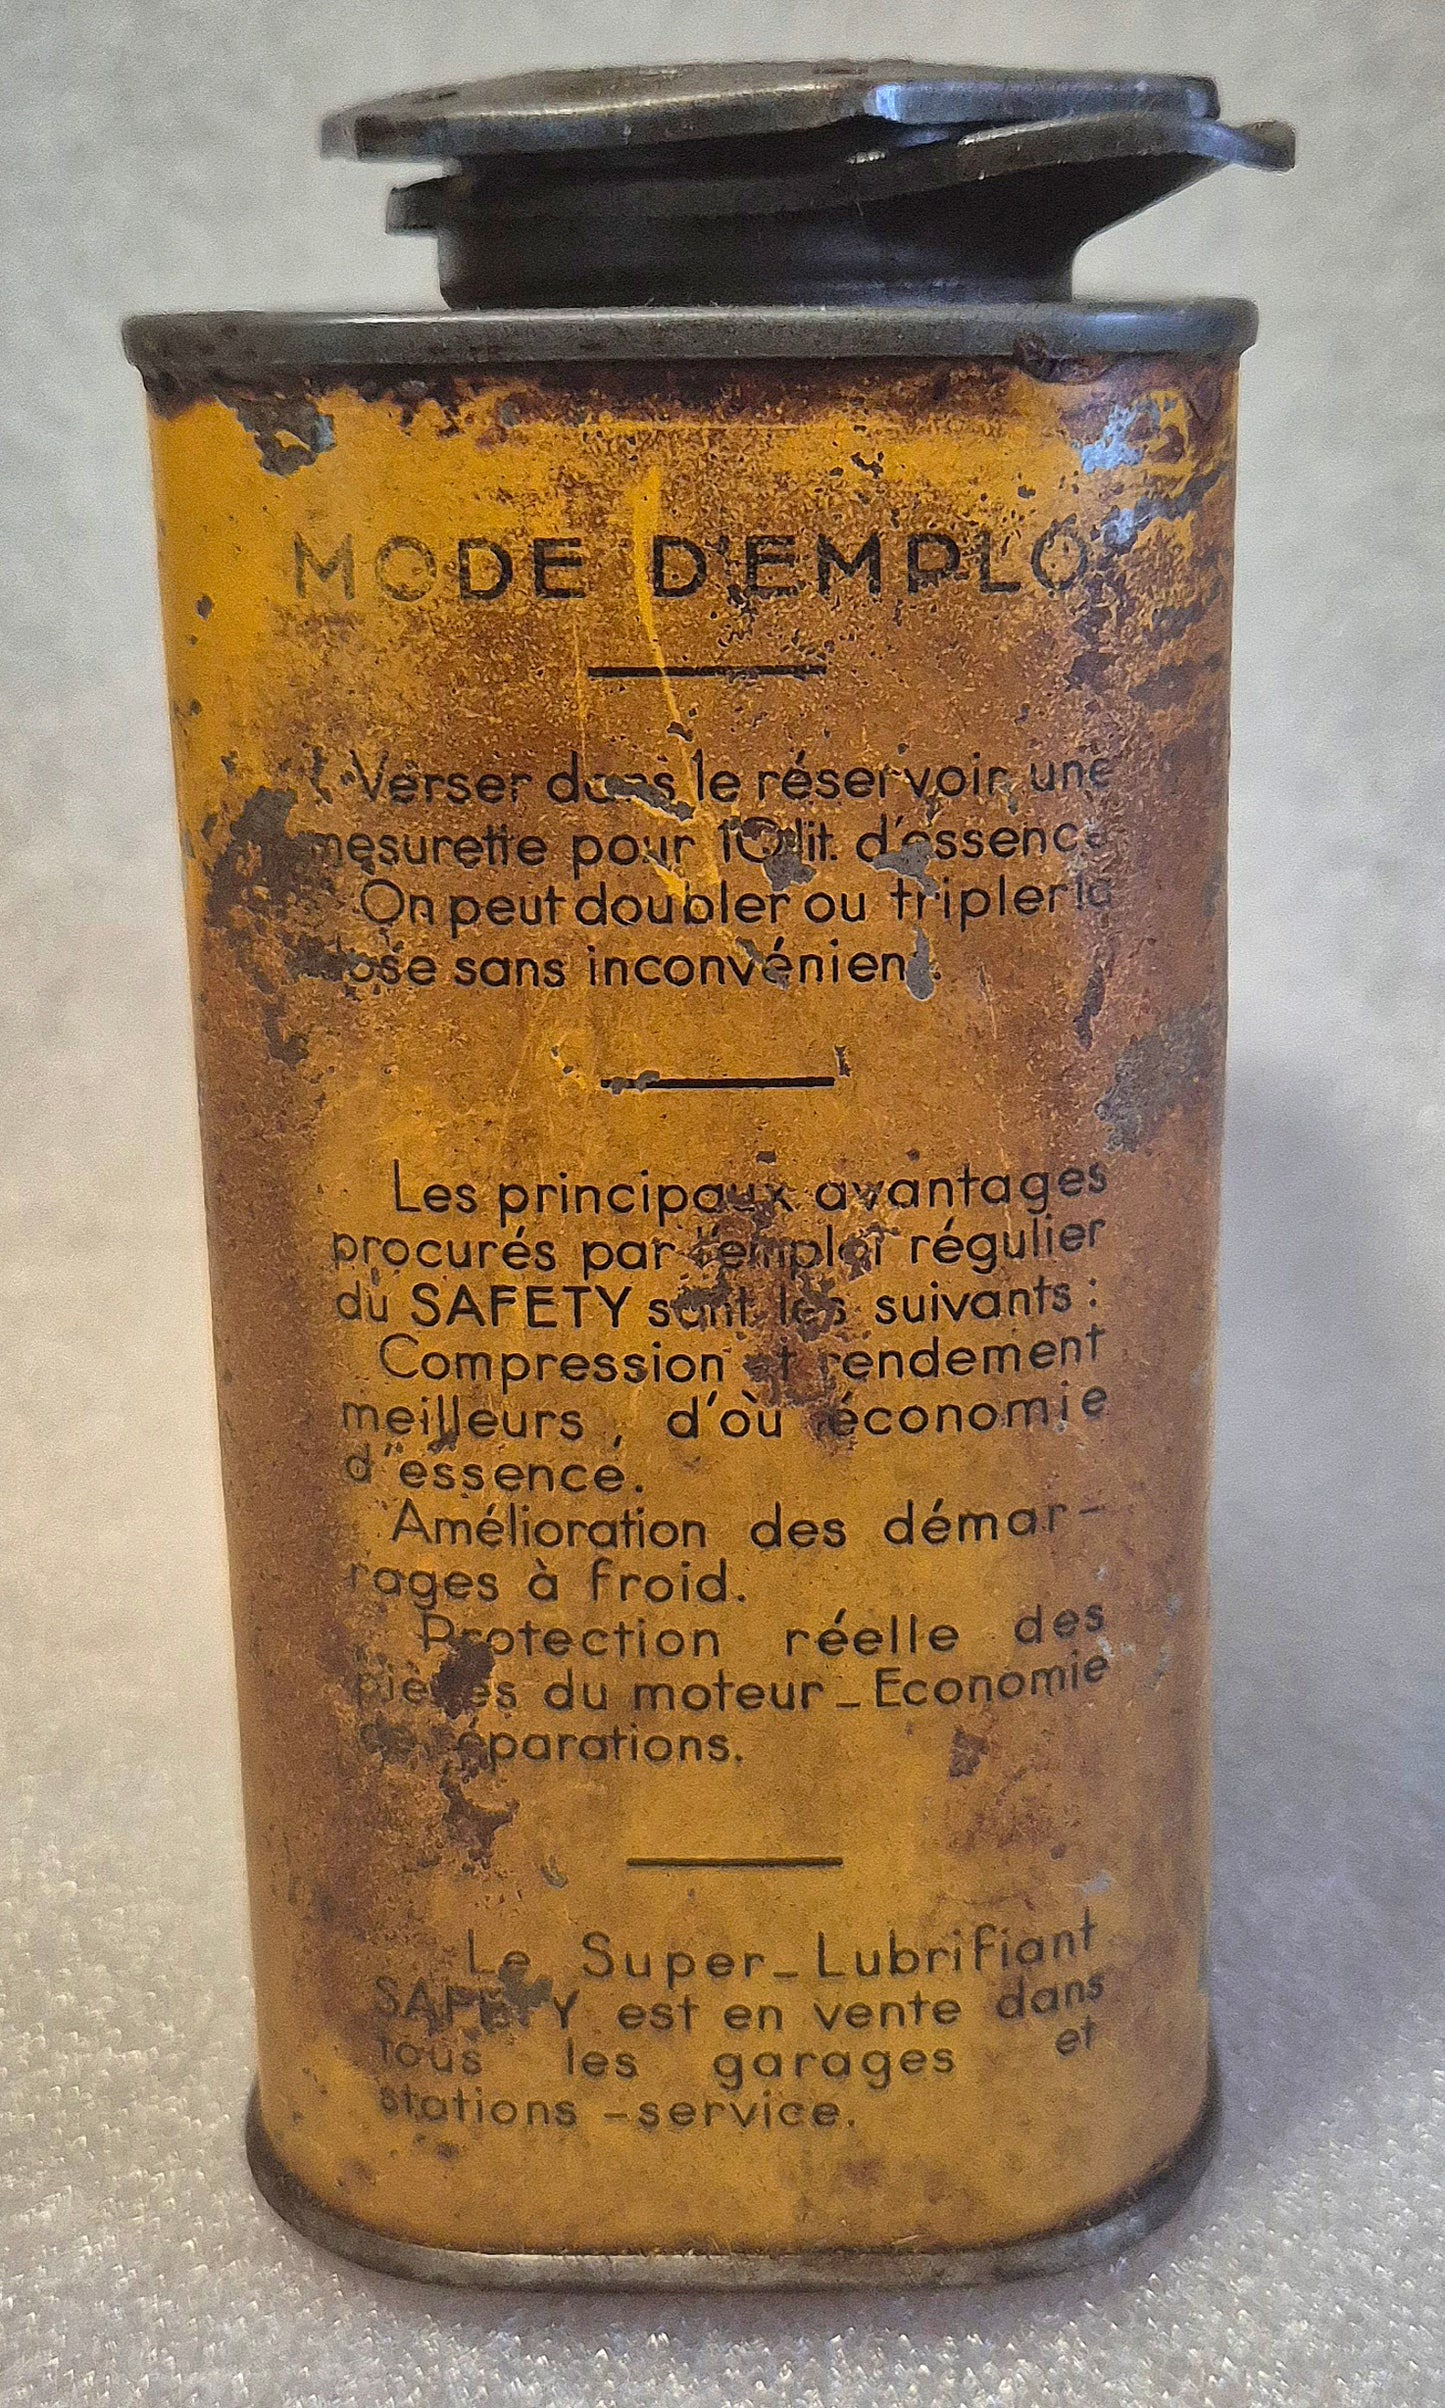 MODE D'EMPLOI
Verser dans le réservoir, une
mesurette pour 10 lit. d'essence
On peut doubler ou tripler la
dose sans inconvénient.
Les principaux avantages
procurés par l'emploi régulier
du SAFETY sont les suivants :
Compression et rendement
meilleurs, d'où économie
d'essence.
Amélioration des démar-
rages à froid.
Protection réelle des
pièces du moteur - Economie
de réparations.
Le Super-Lubrifiant
SAFETY est en vente dans
tous les garages et
stations-service.